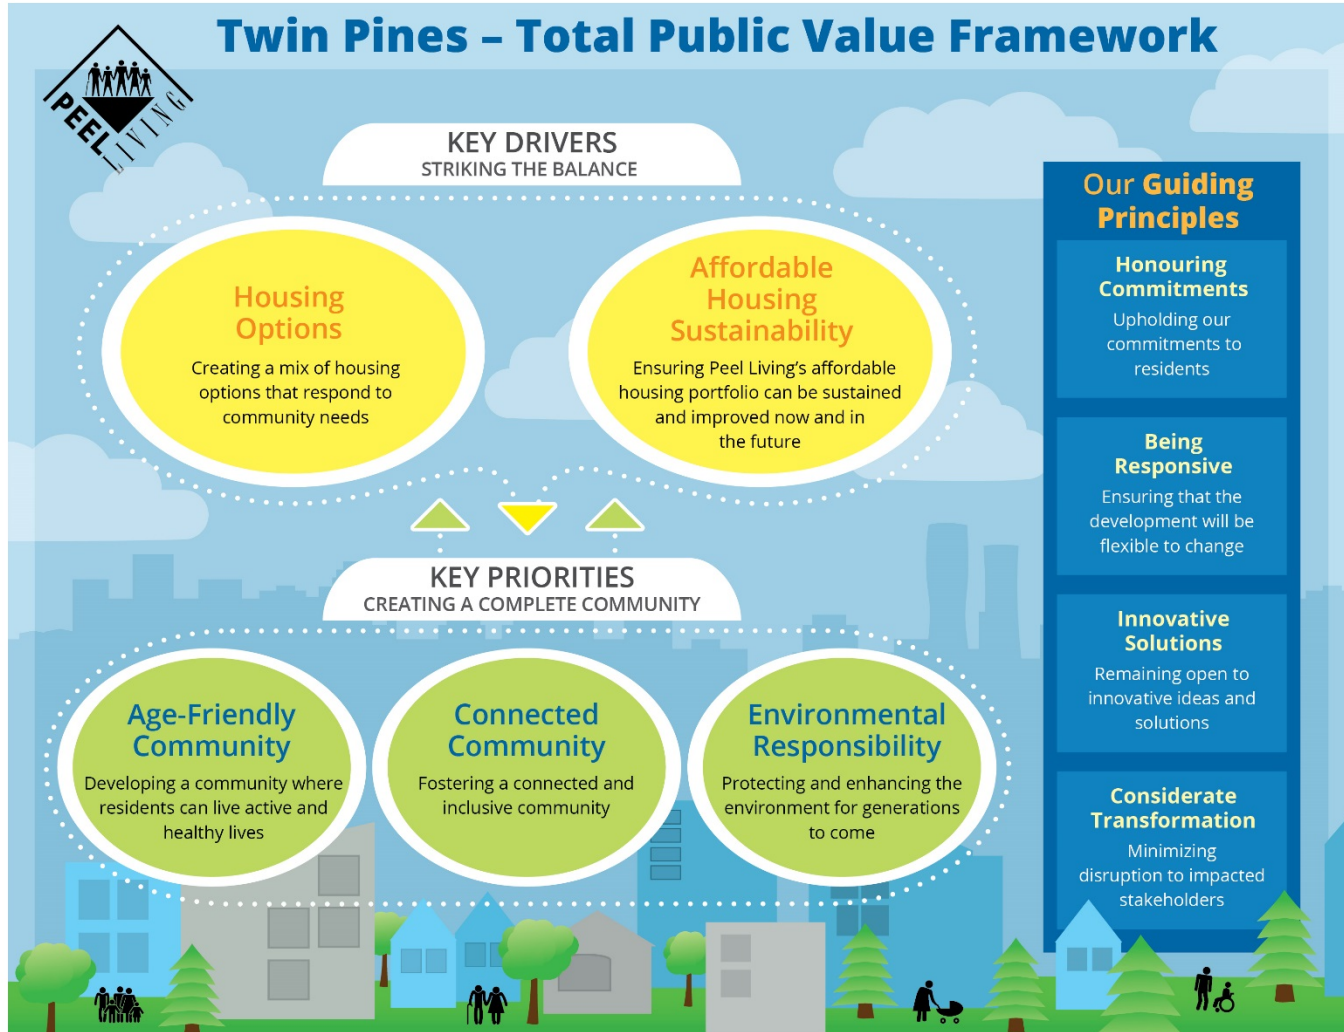 Twin Pines – Total Public Value Framework
PEEL LIVING
KEY DRIVERS
STRIKING THE BALANCE
Housing
Options
Creating a mix of housing
options that respond to
community needs
Affordable
Housing
Sustainability
Ensuring Peel Living's affordable
housing portfolio can be sustained
and improved now and in
the future
KEY PRIORITIES
CREATING A COMPLETE COMMUNITY
Age-Friendly
Community
Developing a community where
residents can live active and
healthy lives
Connected
Community
Fostering a connected and
inclusive community
Environmental
Responsibility
Protecting and enhancing the
environment for generations
to come
Our Guiding
Principles
Honouring
Commitments
Upholding our
commitments to
residents
Being
Responsive
Ensuring that the
development will be
flexible to change
Innovative
Solutions
Remaining open to
innovative ideas and
solutions
Considerate
Transformation
Minimizing
disruption to impacted
stakeholders